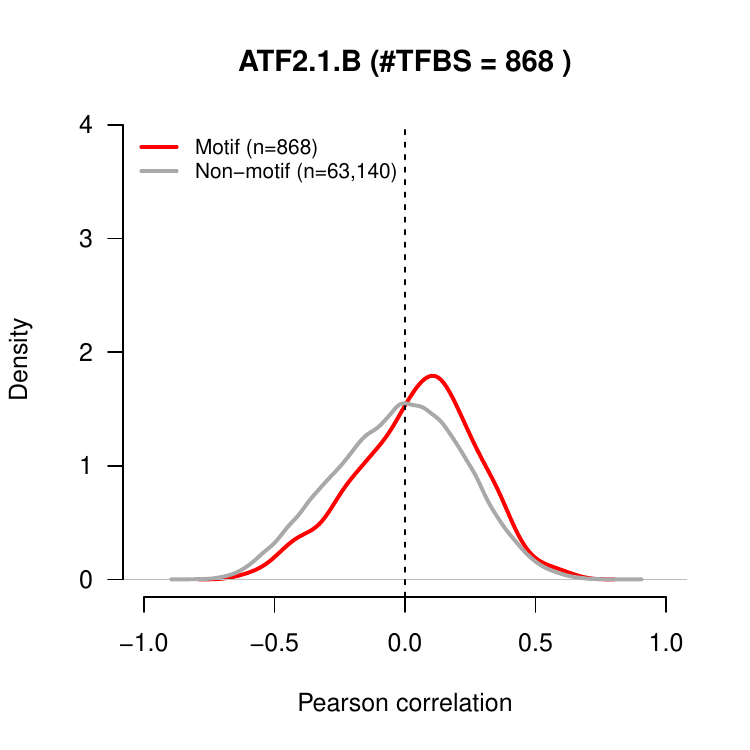 ATF2.1.B (#TFBS = 868 )
4
3
2
1
0
Density
Motif (n=868)
Non−motif (n=63,140)
−1.0 −0.5 0.0 0.5 1.0
Pearson correlation